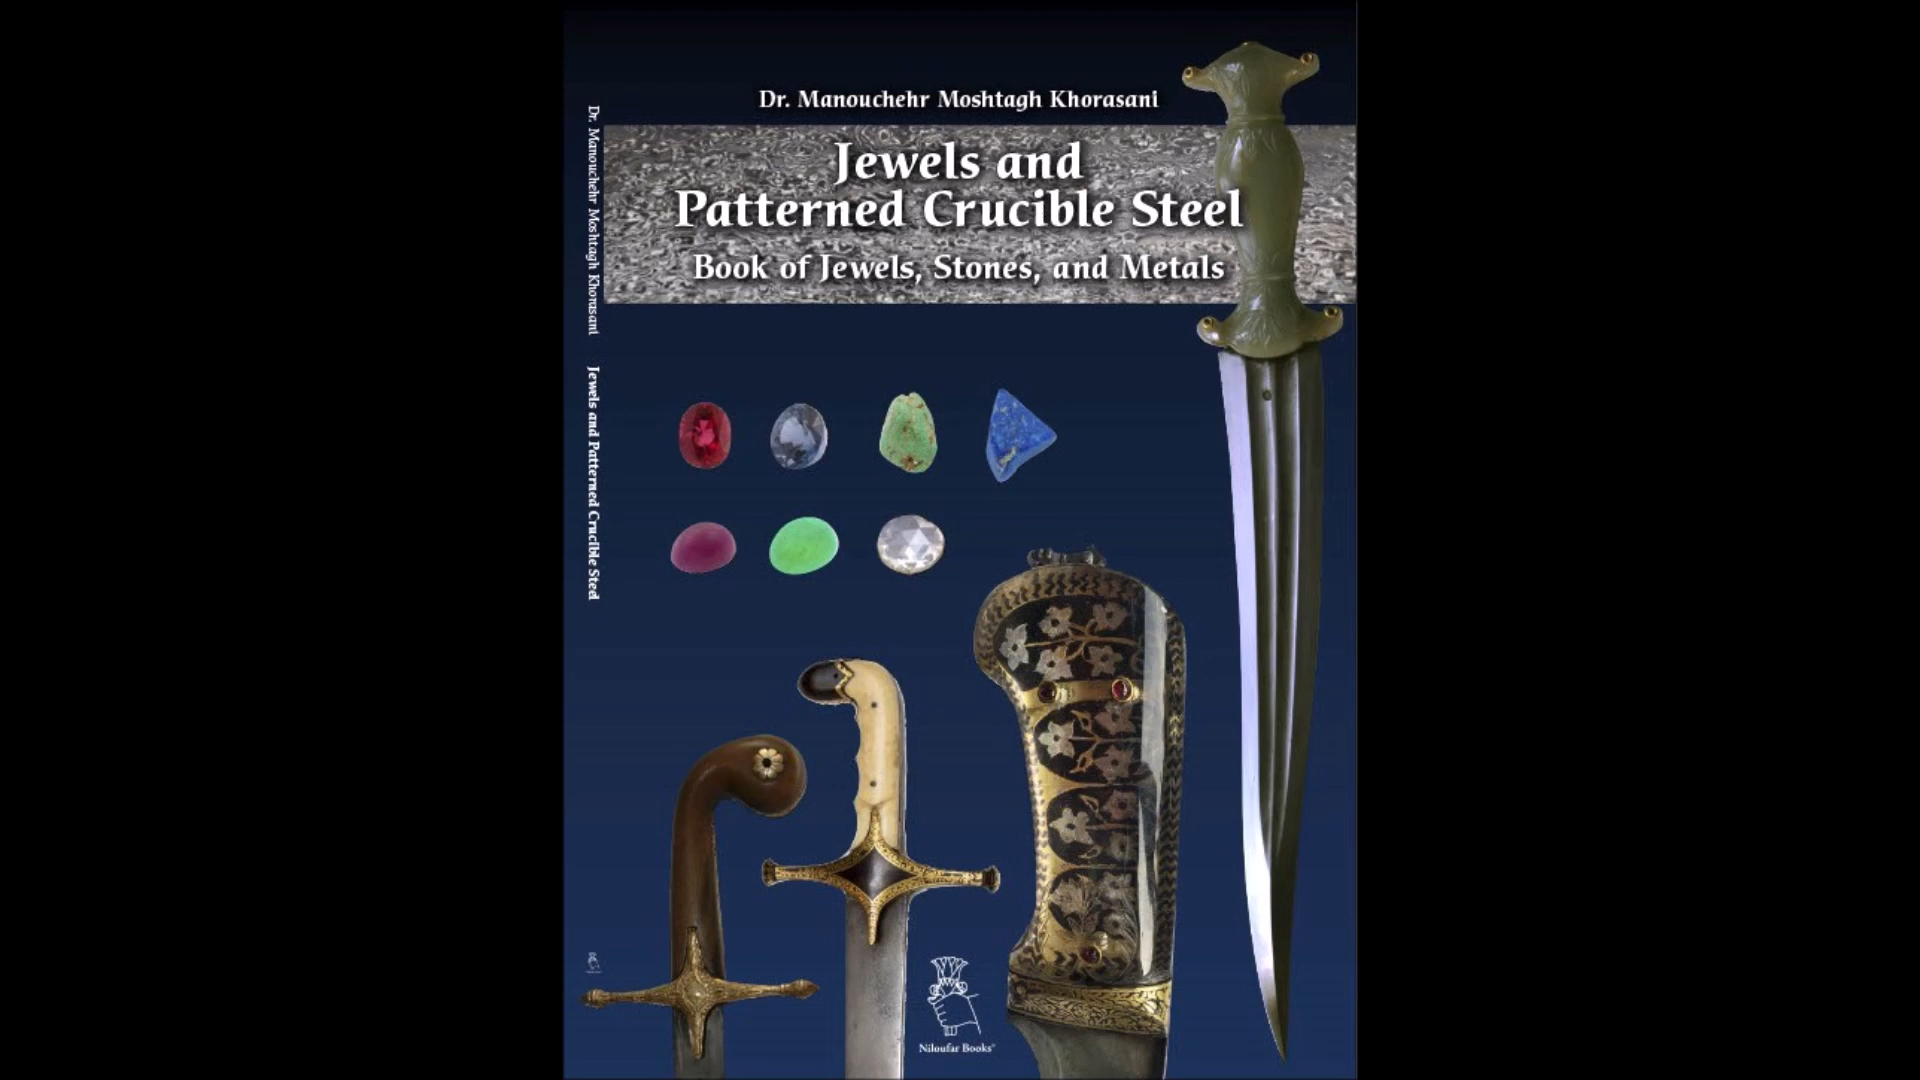 Dr. Manouchehr Moshtagh Khorasani
Jewels and
Patterned Crucible Steel
Book of Jewels, Stones, and Metals
Dr. Manouchehr Moshtagh Khorasani Jewels and Patterned Crucible Steel
Niloufar Books®